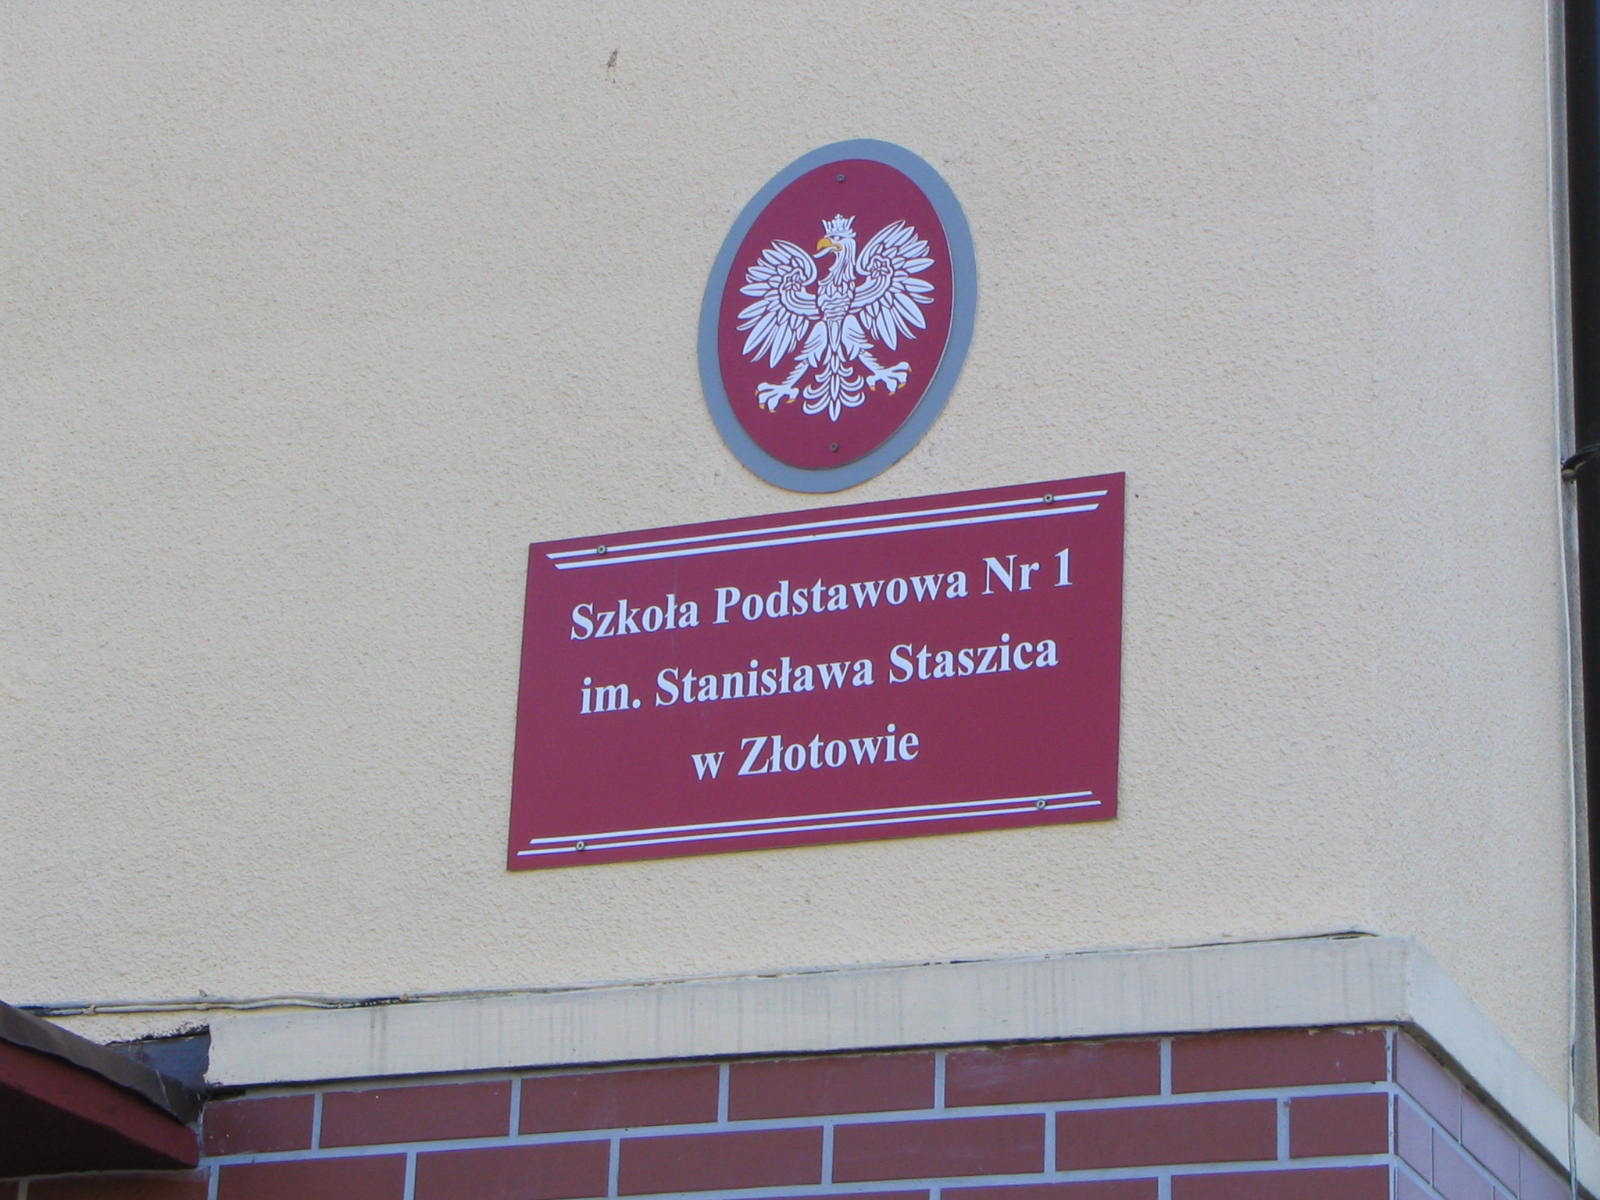 Szkoła Podstawowa Nr 1
im. Stanisława Staszica
w Złotowie